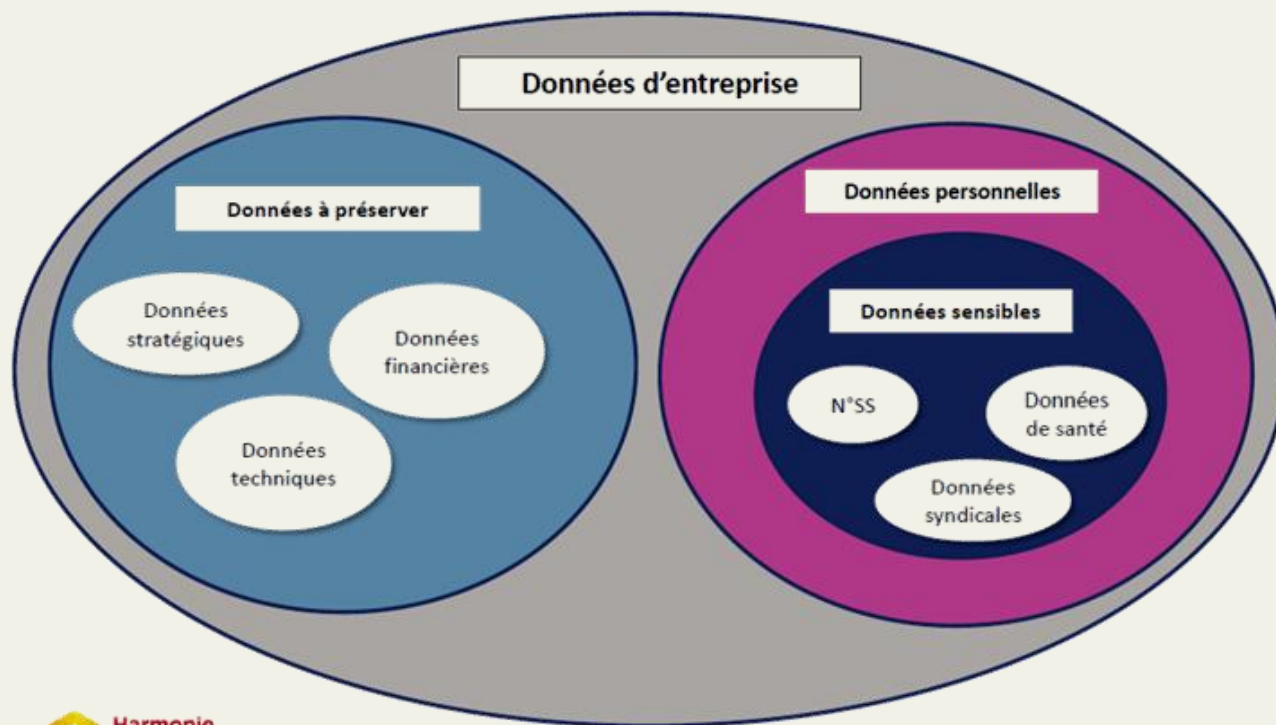 Données d'entreprise
Données à préserver
Données
stratégiques
Données
financières
Données
techniques
Données personnelles
Données sensibles
N°SS
Données
de santé
Données
syndicales
Harmonie